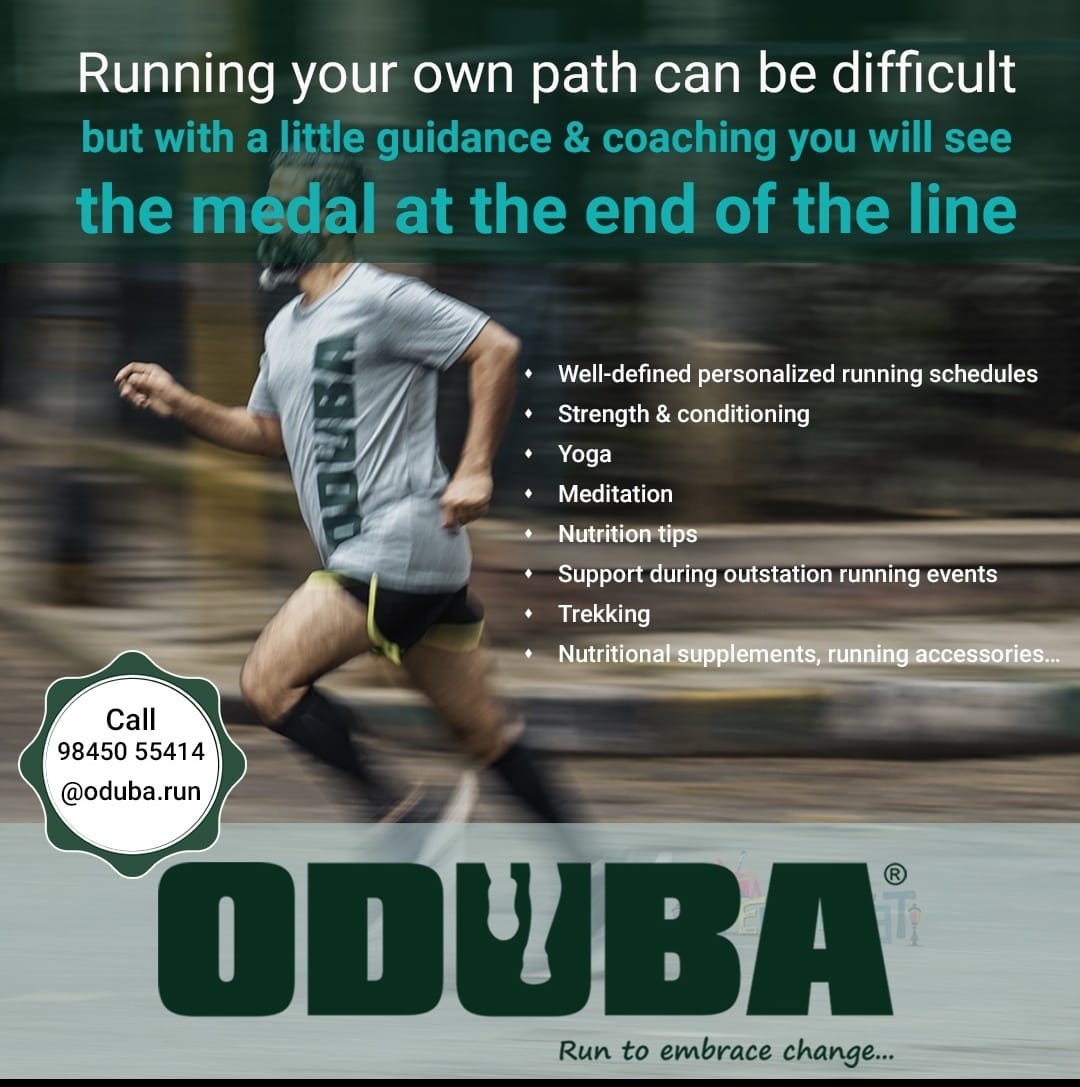 Running your own path can be difficult
but with a little guidance & coaching you will see
the medal at the end of the line
ODUBA
• Well-defined personalized running schedules
• Strength & conditioning
• Yoga
• Meditation
• Nutrition tips
• Support during outstation running events
• Trekking
• Nutritional supplements, running accessories...
Call
98450 55414
@oduba.run
ODUBA®
Run to embrace change...